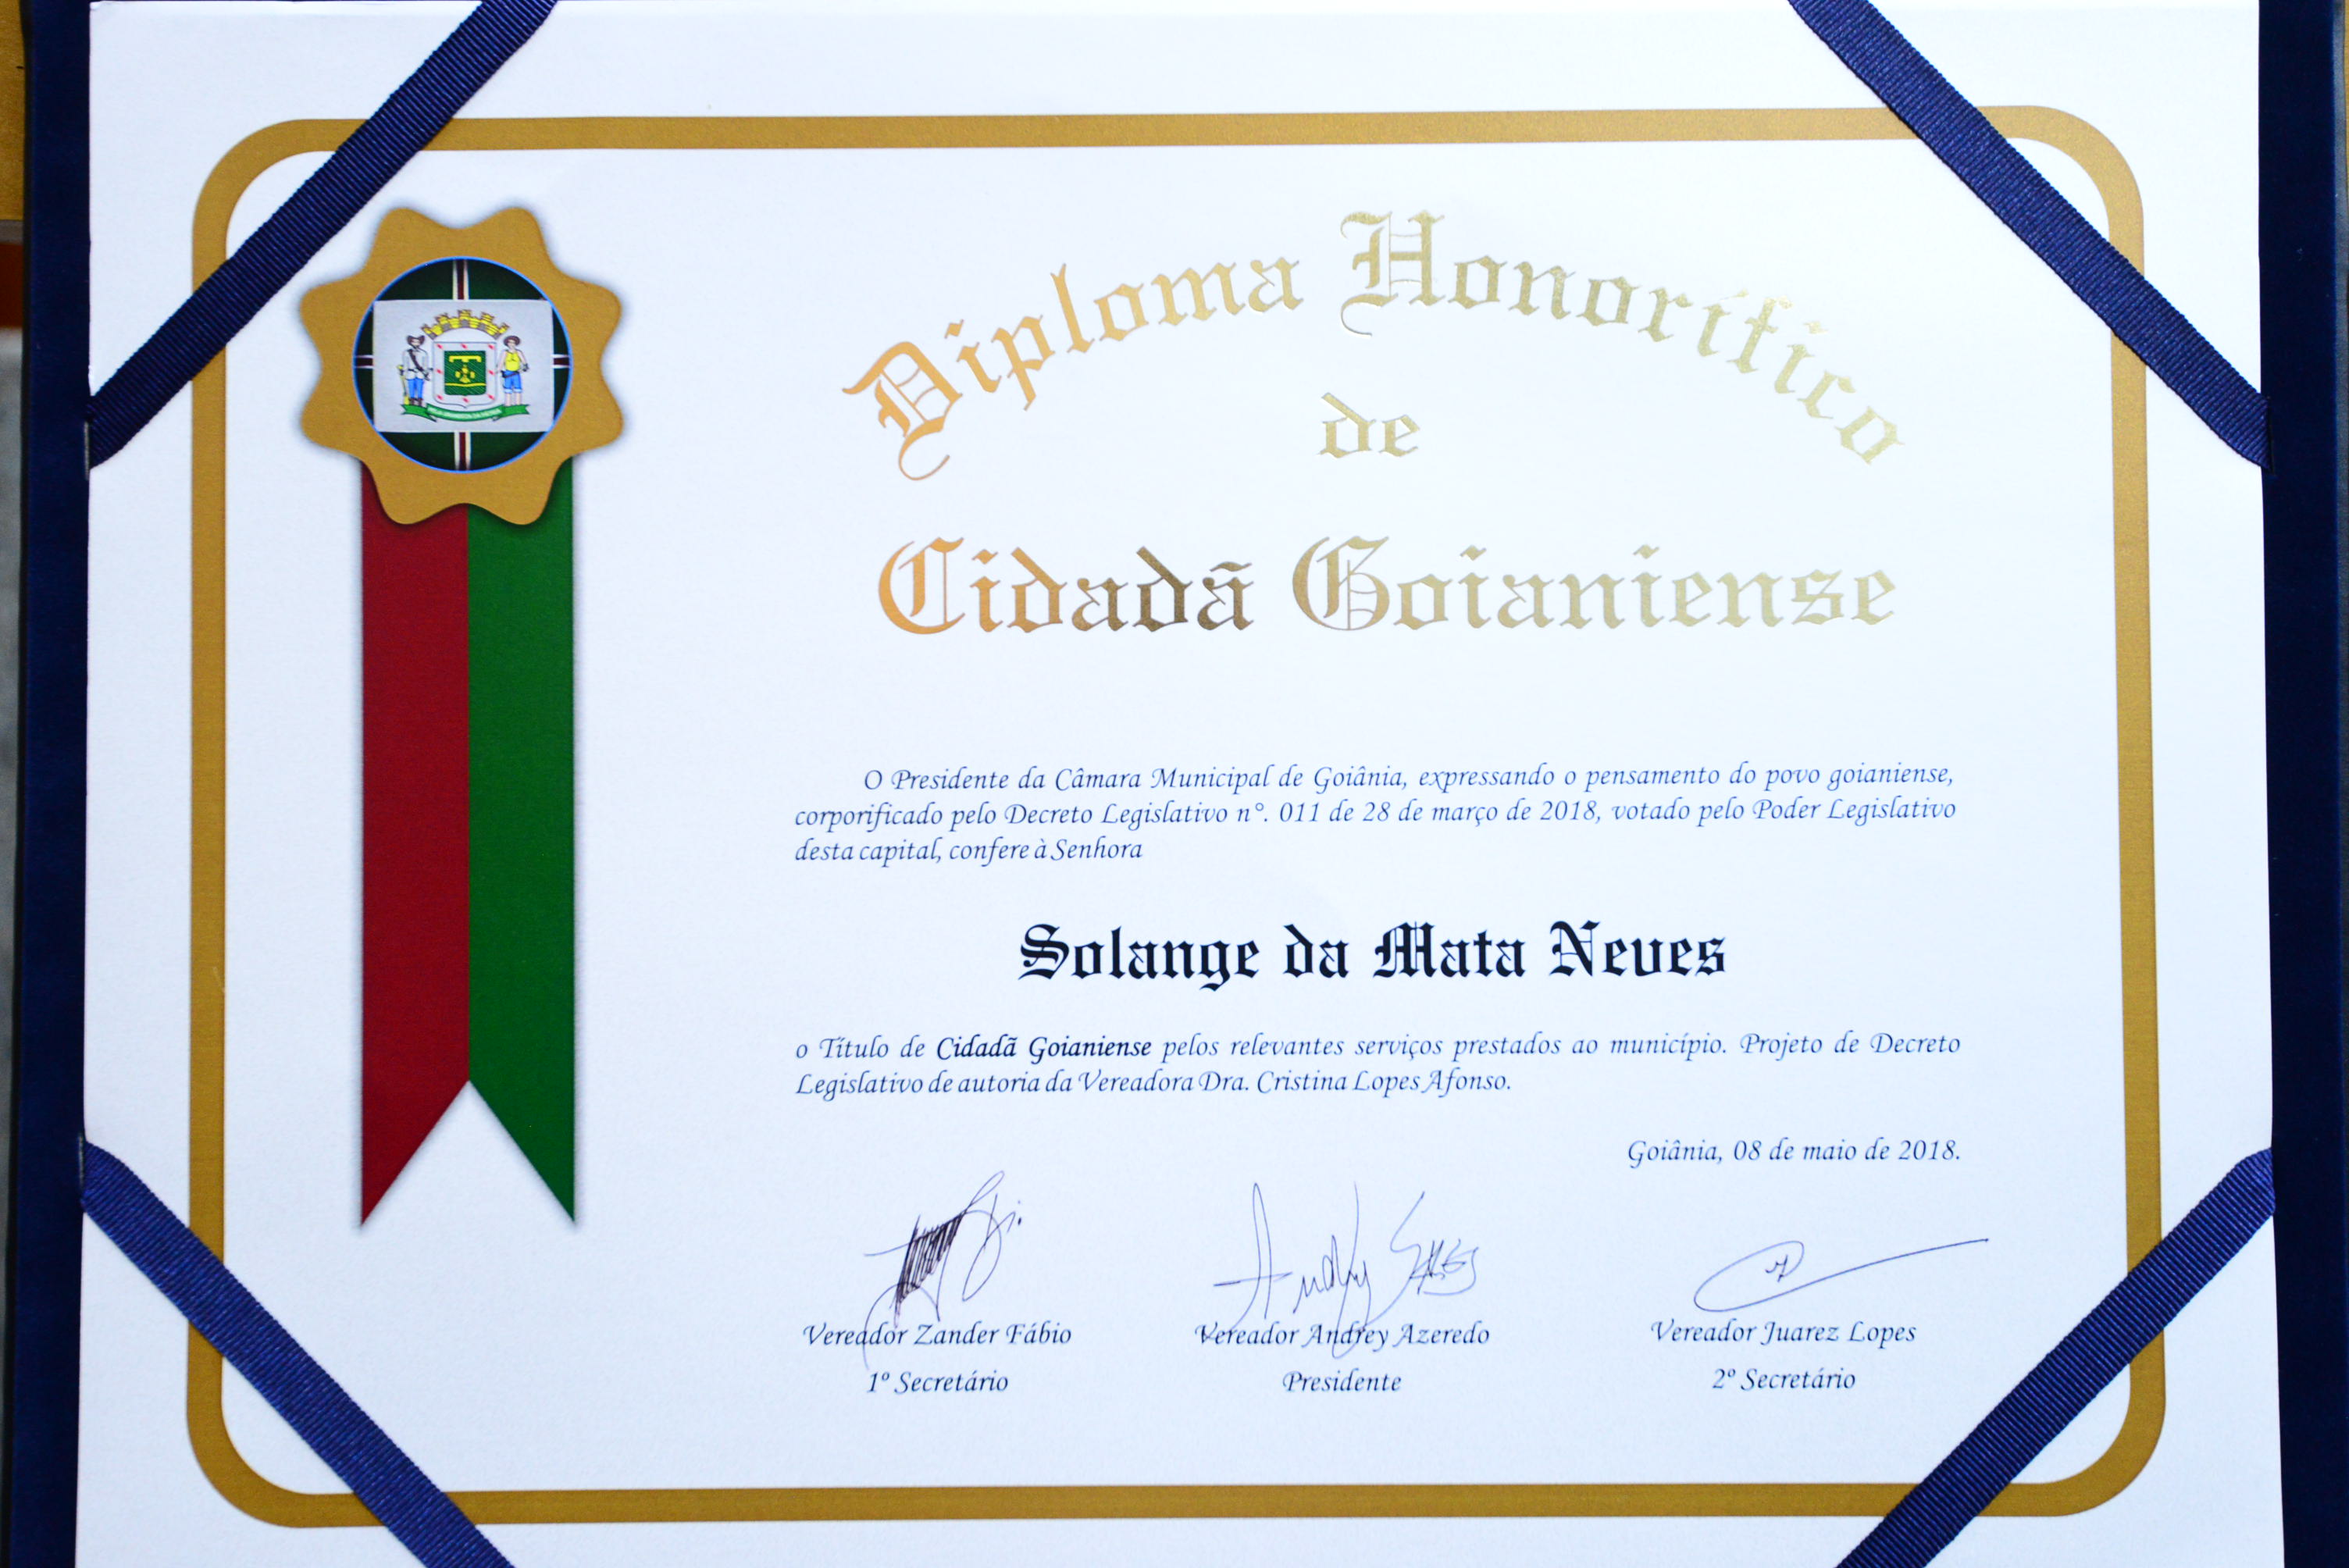 Diploma Honorífico
de
Cidadã Goianiense
O Presidente da Câmara Municipal de Goiânia, expressando o pensamento do povo goianiense,
corporificado pelo Decreto Legislativo n°. 011 de 28 de março de 2018, votado pelo Poder Legislativo
desta capital, confere à Senhora
Solange da Mata Neves
o Título de Cidadã Goianiense pelos relevantes serviços prestados ao município. Projeto de Decreto
Legislativo de autoria da Vereadora Dra. Cristina Lopes Afonso.
Goiânia, 08 de maio de 2018.
Vereador Zander Fábio
1º Secretário
Vereador Andrey Azeredo
Presidente
Vereador Juarez Lopes
2º Secretário